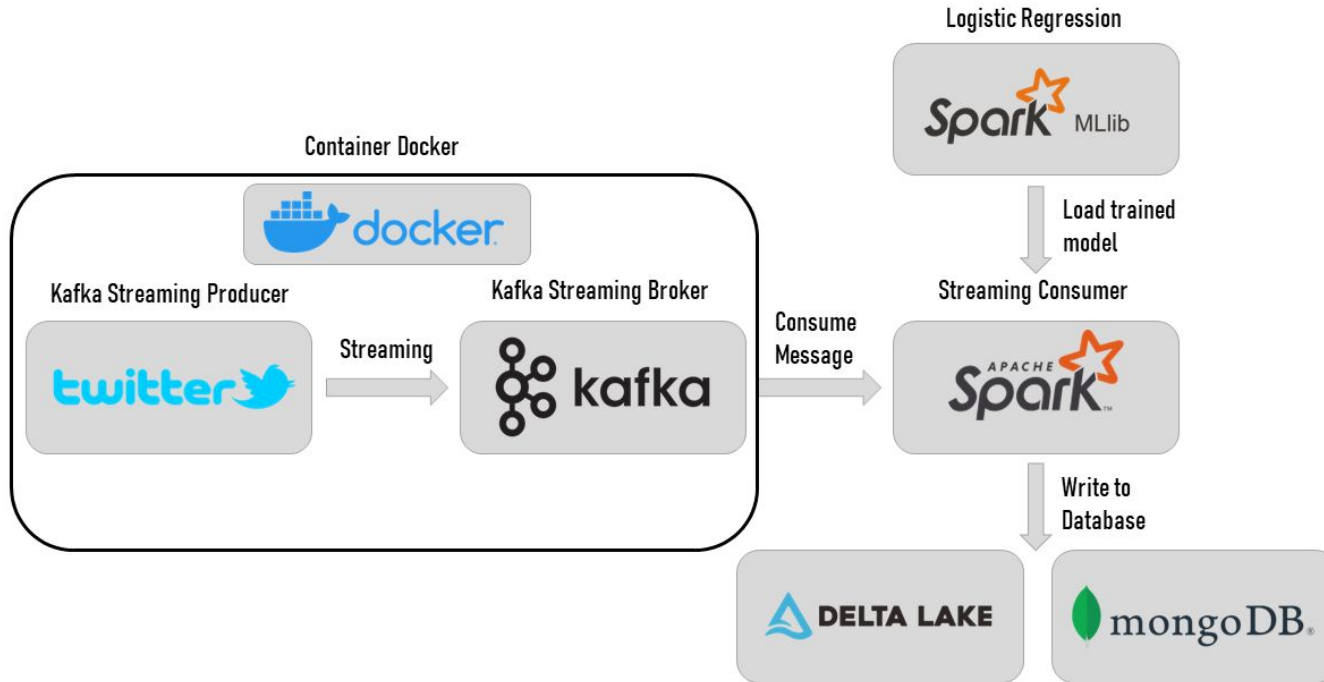 Logistic Regression
Spark MLlib
Container Docker
docker
Load trained
model
Kafka Streaming Producer
Kafka Streaming Broker
Streaming Consumer
twitter
Streaming
kafka
Consume
Message
APACHE
Spark™
Write to
Database
DELTA LAKE
mongoDB®